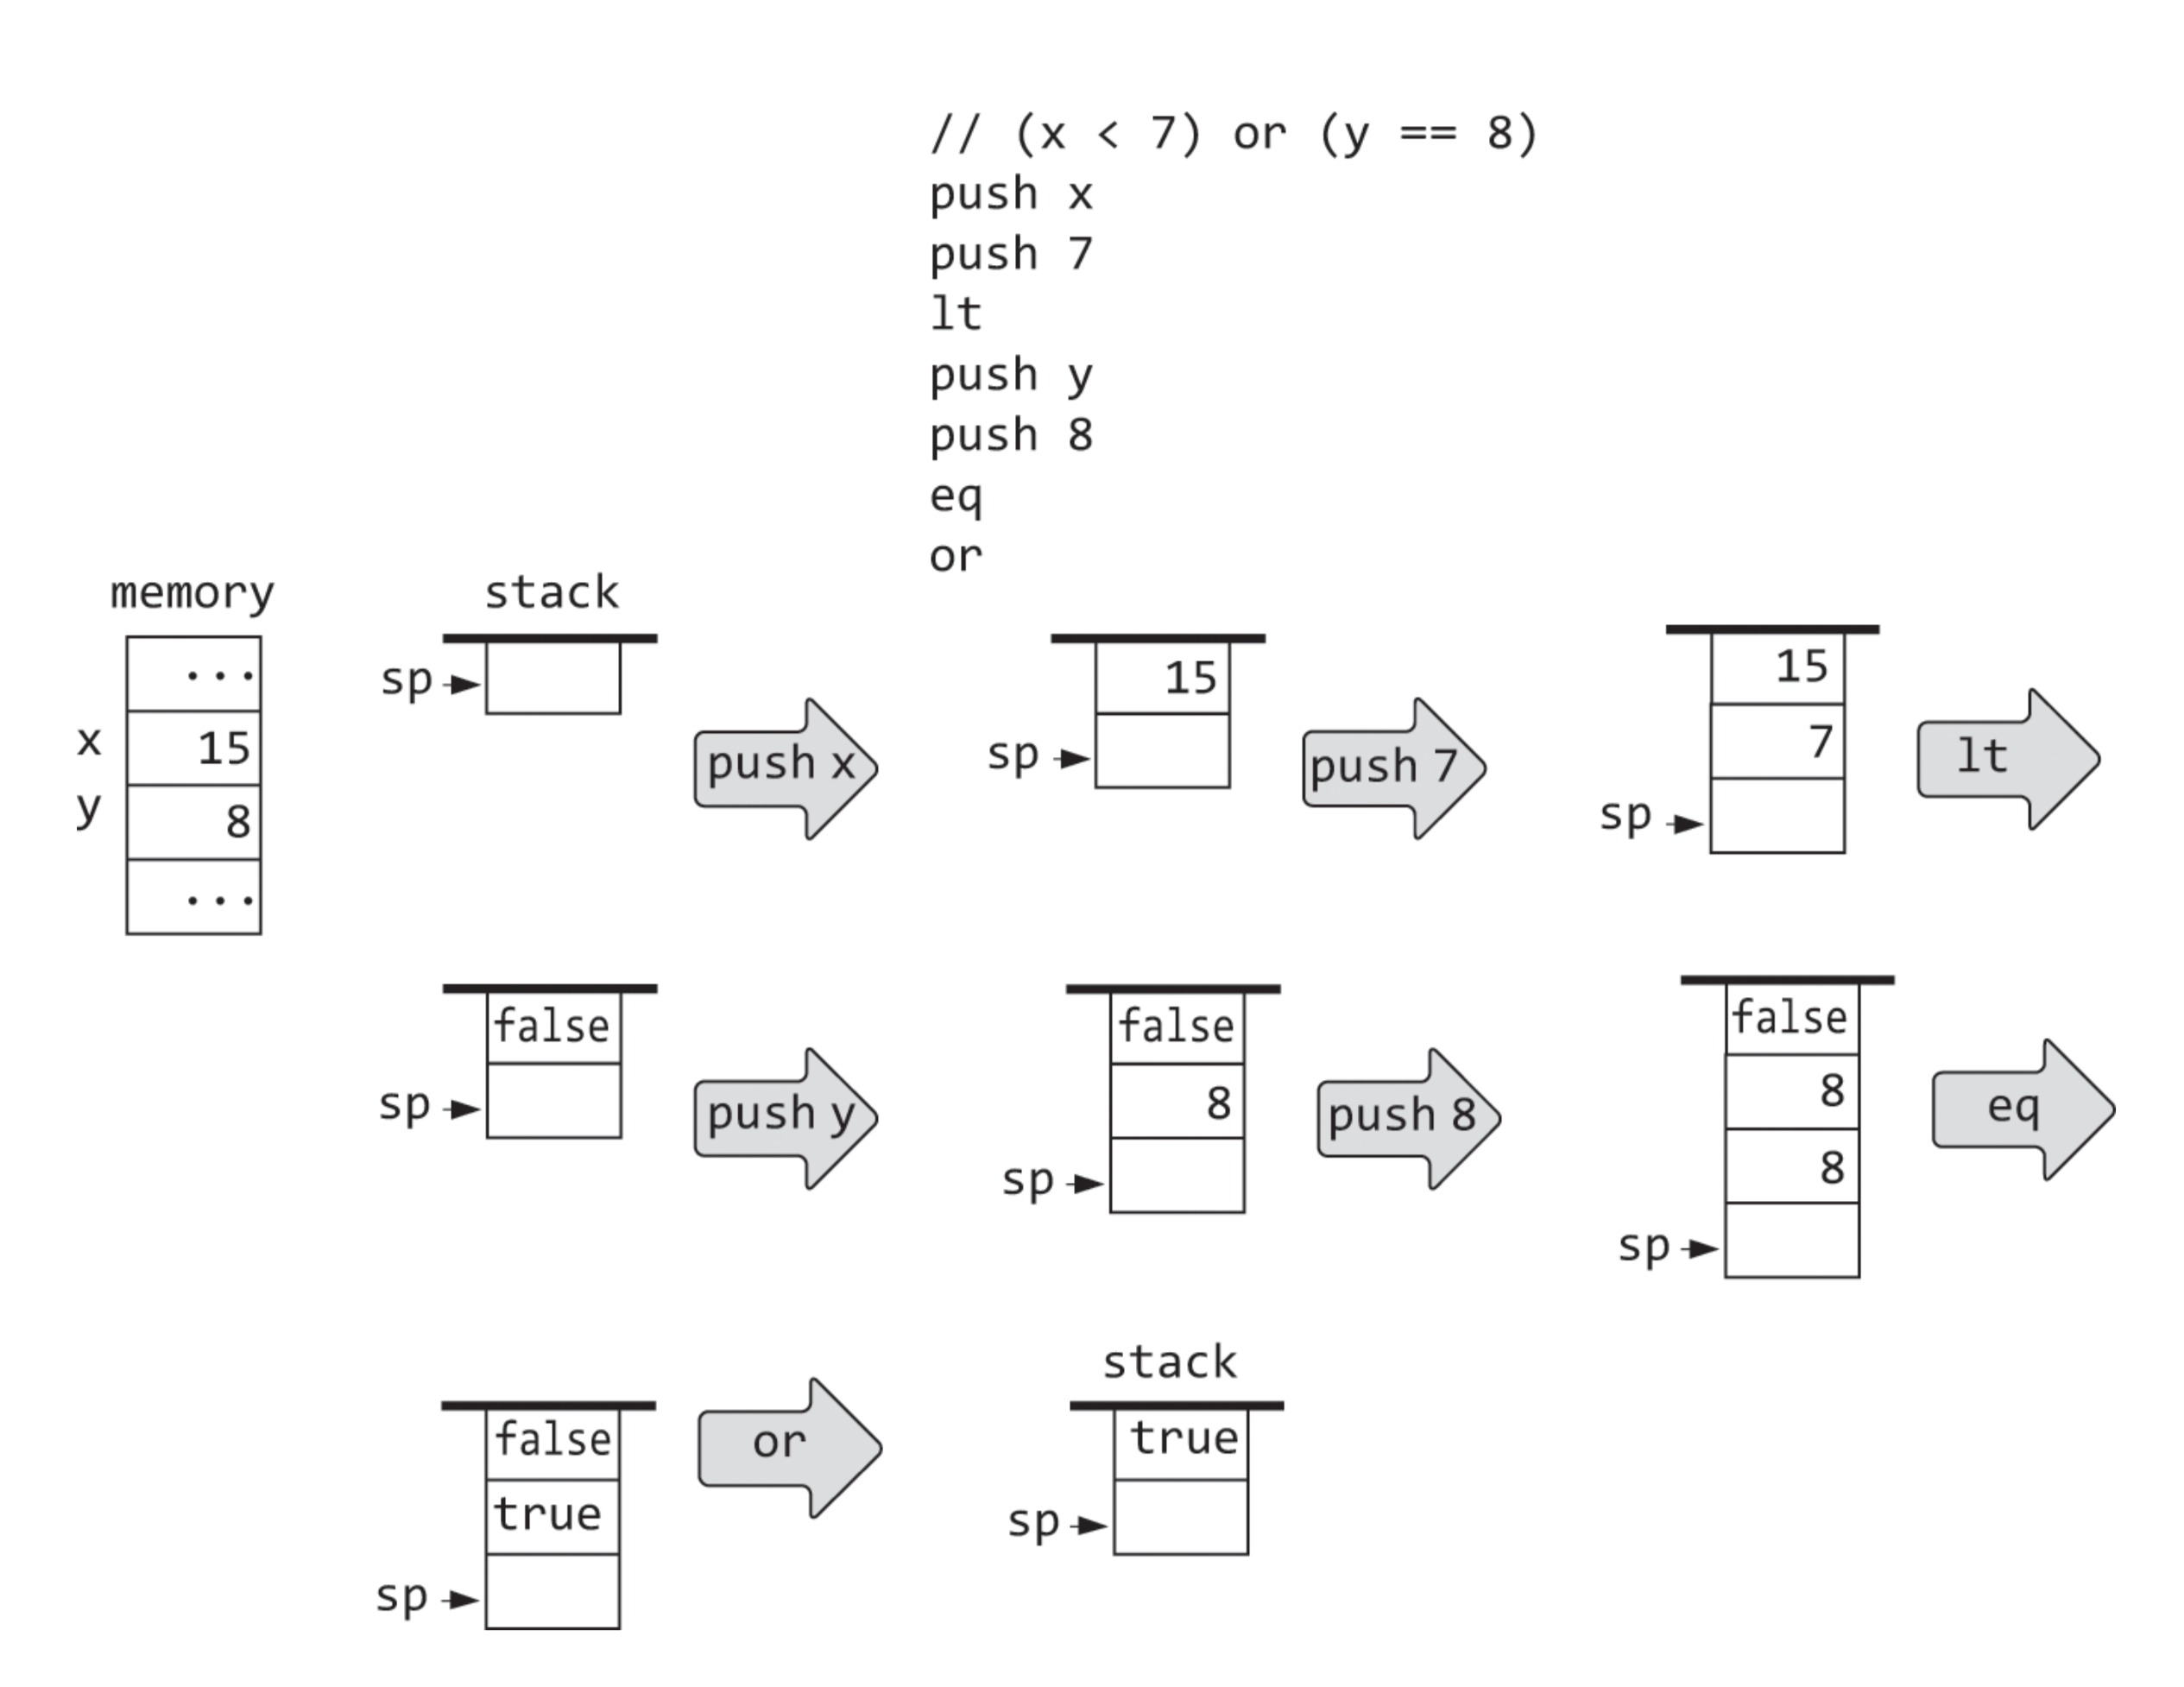 // (x < 7) or (y == 8)
push x
push 7
lt
push y
push 8
eq
or
memory
stack
...
x
15
y
8
...
sp
push x
15
sp
push 7
15
7
sp
lt
false
sp
push y
false
8
sp
push 8
false
8
8
sp
eq
false
true
sp
or
stack
true
sp